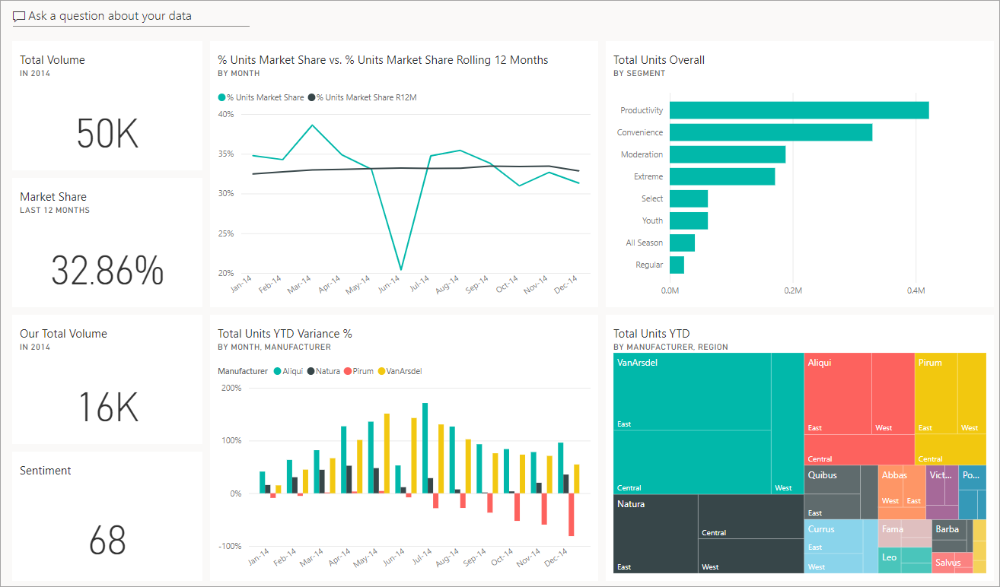 Ask a question about your data
Total Volume
IN 2014
50K
Market Share
LAST 12 MONTHS
32.86%
Our Total Volume
IN 2014
16K
Sentiment
68
% Units Market Share vs. % Units Market Share Rolling 12 Months
BY MONTH
% Units Market Share % Units Market Share R12M
40%
35%
30%
25%
20%
Jan-14 Feb-14 Mar-14 Apr-14 May-14 Jun-14 Jul-14 Aug-14 Sep-14 Oct-14 Nov-14 Dec-14
Total Units Overall
BY SEGMENT
Productivity
Convenience
Moderation
Extreme
Select
Youth
All Season
Regular
0.0M 0.2M 0.4M
Total Units YTD Variance %
BY MONTH, MANUFACTURER
Manufacturer Aliqui Natura Pirum VanArsdel
200%
100%
0%
-100%
Jan-14 Feb-14 Mar-14 Apr-14 May-14 Jun-14 Jul-14 Aug-14 Sep-14 Oct-14 Nov-14 Dec-14
Total Units YTD
BY MANUFACTURER, REGION
VanArsdel
East
Central
West
Natura
East
Central
West
Aliqui
East
West
Central
Pirum
East
West
Central
Quibus
East
Abbas
West East
Vict...
Po...
Currus
East
West
Fama
Barba
Leo
Salvus